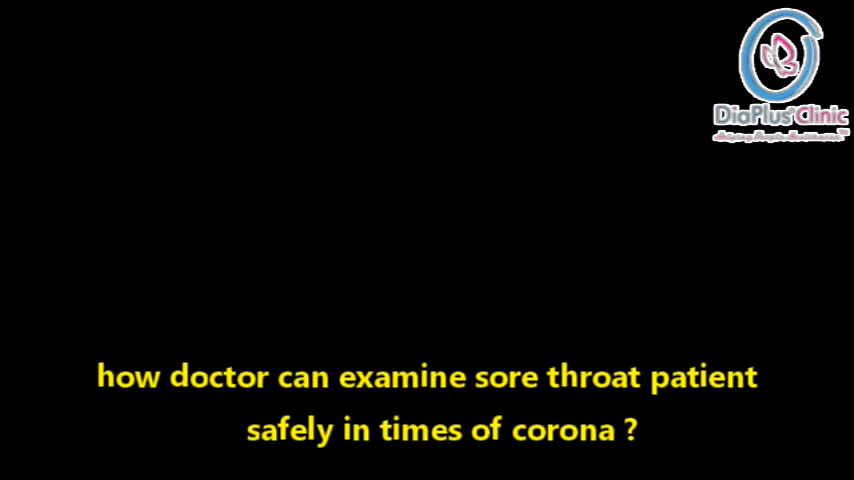 DiaPlus Clinic
how doctor can examine sore throat patient
safely in times of corona ?